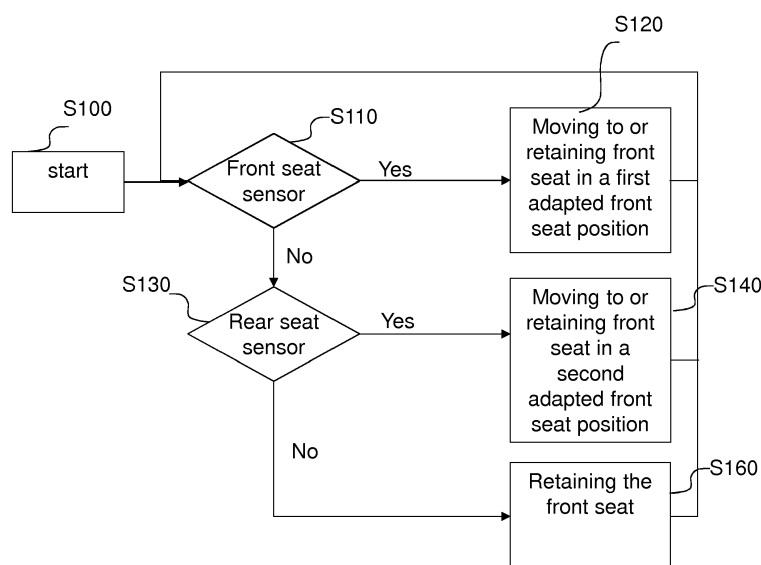 S120
S100
start
S110
Front seat
sensor
Yes
Moving to or
retaining front
seat in a first
adapted front
seat position
No
S130
Rear seat
sensor
Yes
Moving to or
retaining front
seat in a
second
adapted front
seat position
S140
No
Retaining the
front seat
S160